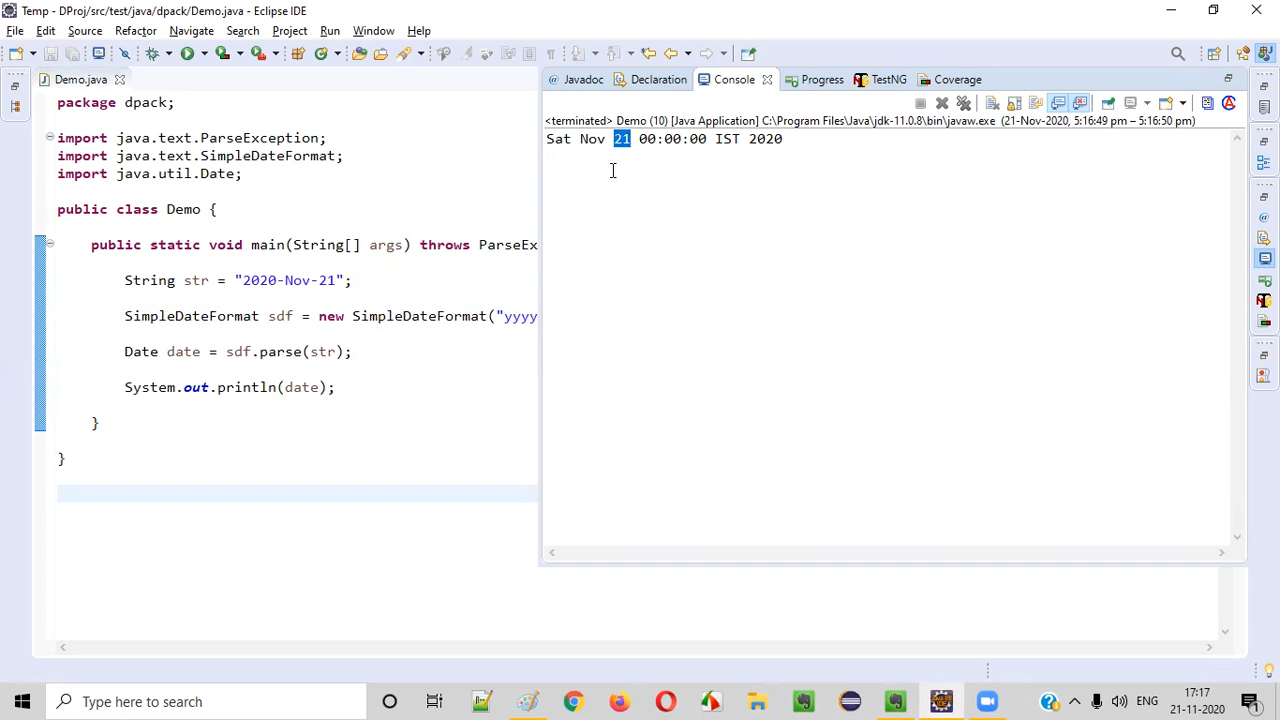 Temp - DProj/src/test/java/dpack/Demo.java - Eclipse IDE
File Edit Source Refactor Navigate Search Project Run Window Help
Demo.java
package dpack;
import java.text.ParseException;
import java.text.SimpleDateFormat;
import java.util.Date;
public class Demo {
public static void main(String[] args) throws ParseEx
String str = "2020-Nov-21";
SimpleDateFormat sdf = new SimpleDateFormat("yyyy
Date date = sdf.parse(str);
System.out.println(date);
}
}
Javadoc Declaration Console Progress TestNG Coverage
<terminated> Demo (10) [Java Application] C:\Program Files\Java\jdk-11.0.8\bin\javaw.exe (21-Nov-2020, 5:16:49 pm – 5:16:50 pm)
Sat Nov 21 00:00:00 IST 2020
Type here to search
ENG
17:17
21-11-2020
1